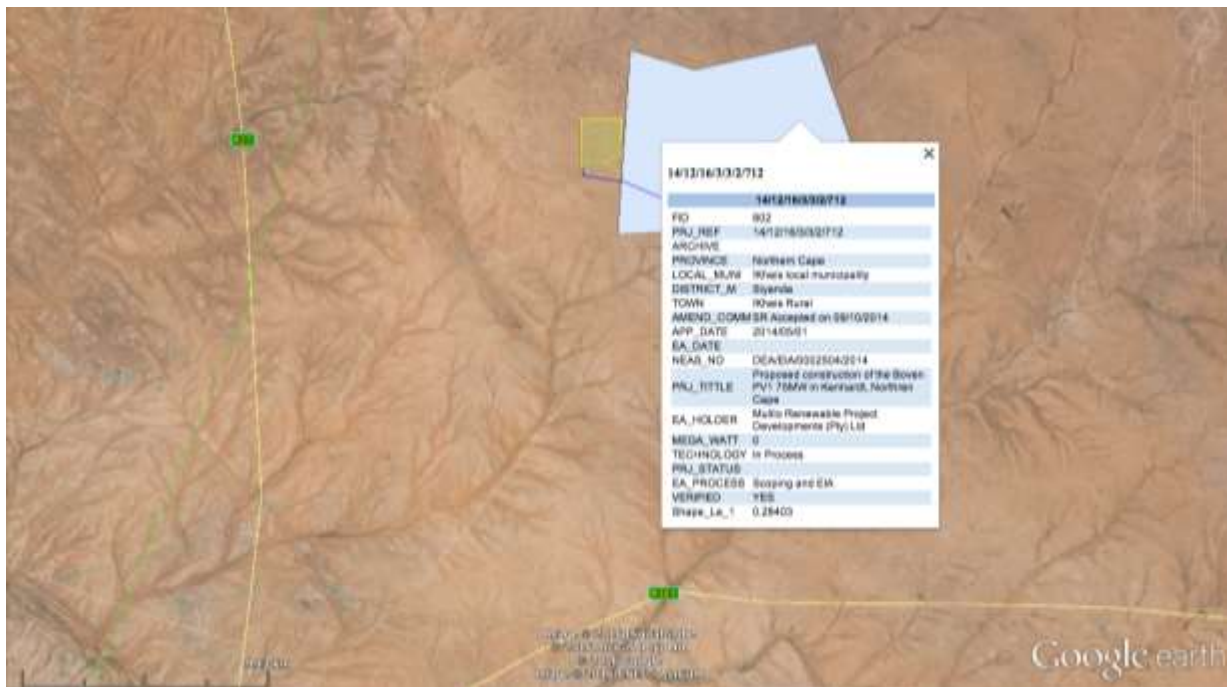 14/12/16/3/3/2/712
14/12/16/3/3/2/712
FID 802
PRJ_REF 14/12/16/3/3/2/712
ARCHIVE
PROVINCE Northern Cape
LOCAL_MUNI !Kheis local municipality
DISTRICT_M Siyanda
TOWN !Kheis Rural
AMEND_COMM SR Accepted on 09/10/2014
APP_DATE 2014/05/01
EA_DATE
NEAS_NO DEA/EIA/0002504/2014
Proposed construction of the Boven
PRJ_TITTLE PV1 75MW in Kenhardt, Northren
Cape
EA_HOLDER Mulilo Renewable Project
Developments (Pty) Ltd
MEGA_WATT 0
TECHNOLOGY In Process
PRJ_STATUS
EA_PROCESS Scoping and EIA
VERIFIED YES
Shape_Le_1 0.28403
Google earth